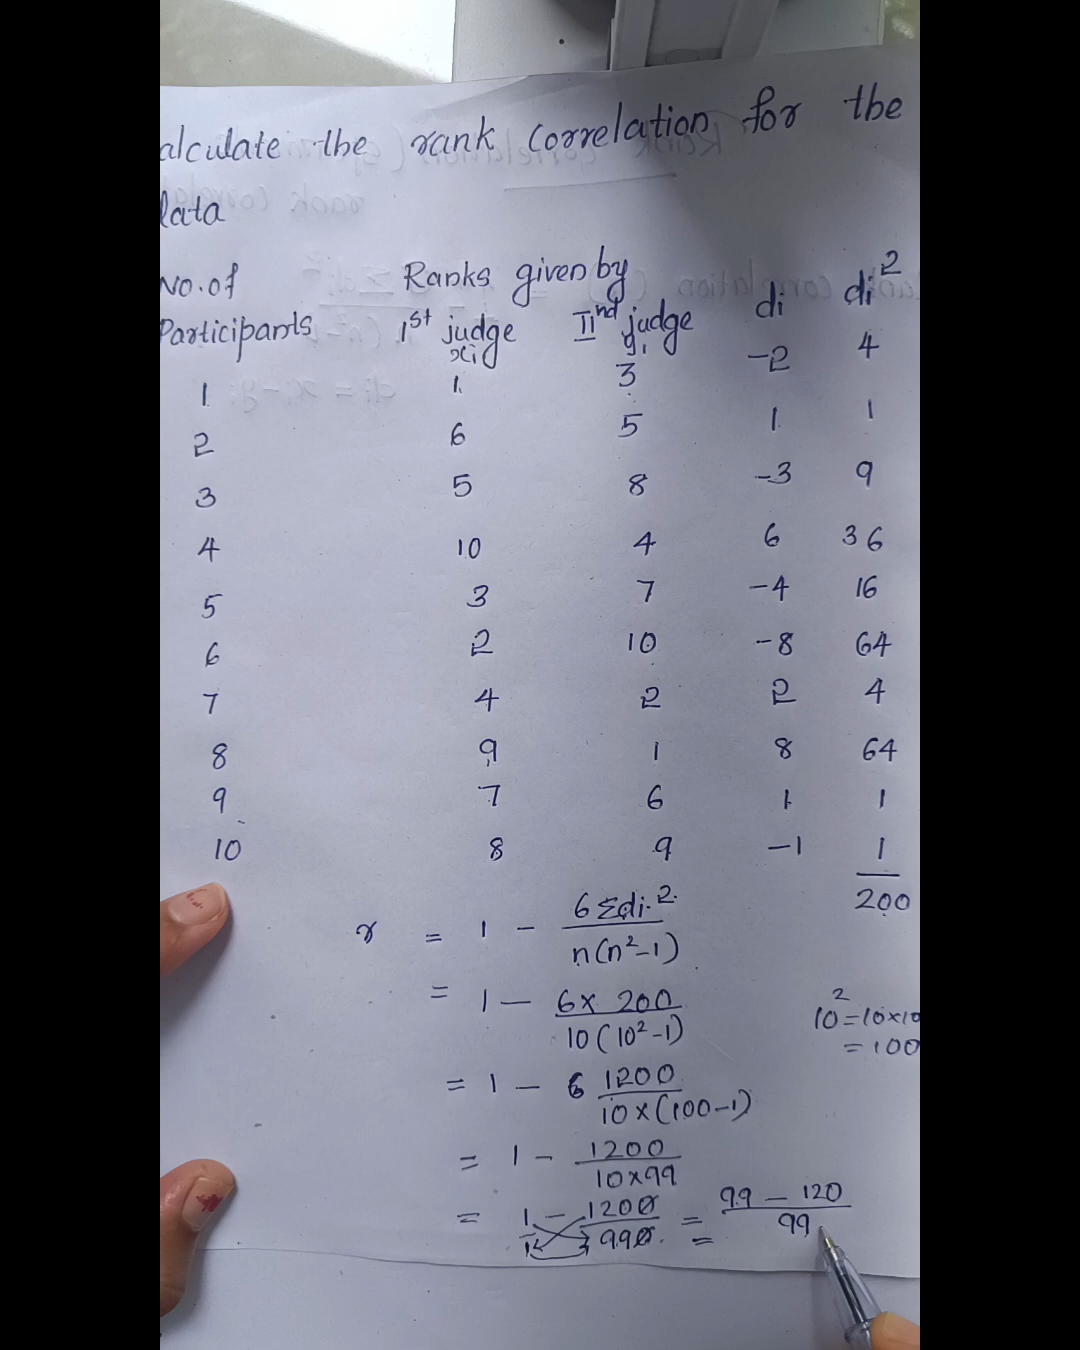 alculate the rank correlation for the
data
No. of Ranks given by di di²
Participants 1st judge IInd judge
xi yi
1 1 3 -2 4
2 6 5 1 1
3 5 8 -3 9
4 10 4 6 36
5 3 7 -4 16
6 2 10 -8 64
7 4 2 2 4
8 9 1 8 64
9 7 6 1 1
10 8 9 -1 1
200
r = 1 - 6 Σdi² / n(n²-1)
= 1 - 6 x 200 / 10(10²-1)
10² = 10x10
= 100
= 1 - 1200 / 10x(100-1)
= 1 - 1200 / 10x99
= 1/1 - 1200 / 990 = 99 - 120 / 99